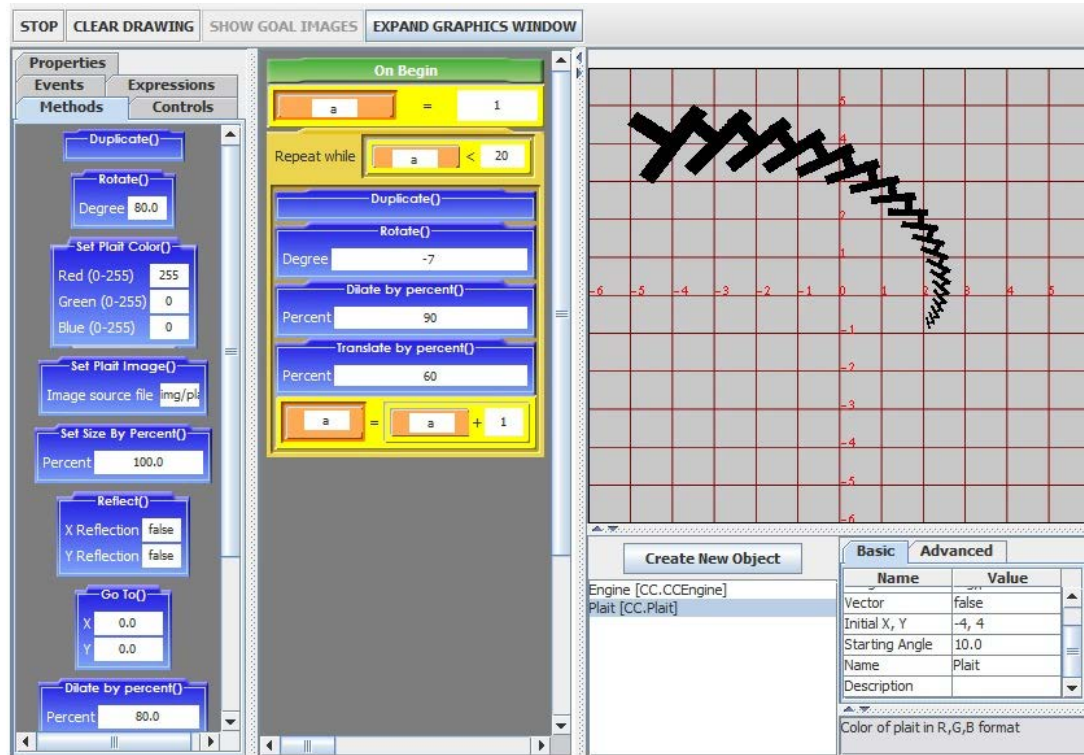 STOP CLEAR DRAWING SHOW GOAL IMAGES EXPAND GRAPHICS WINDOW
Properties
Events Expressions
Methods Controls
Duplicate()
Rotate()
Degree 80.0
Set Plait Color()
Red (0-255) 255
Green (0-255) 0
Blue (0-255) 0
Set Plait Image()
Image source file img/pla
Set Size By Percent()
Percent 100.0
Reflect()
X Reflection false
Y Reflection false
Go To()
X 0.0
Y 0.0
Dilate by percent()
Percent 80.0
On Begin
a = 1
Repeat while a < 20
Duplicate()
Rotate()
Degree -7
Dilate by percent()
Percent 90
Translate by percent()
Percent 60
a = a + 1
5
4
3
2
1
-6 -5 -4 -3 -2 -1 0 1 2 3 4 5
-1
-2
-3
-4
-5
-6
Create New Object
Engine [CC.CCEngine]
Plait [CC.Plait]
Basic Advanced
Name Value
Vector false
Initial X, Y -4, 4
Starting Angle 10.0
Name Plait
Description
Color of plait in R,G,B format